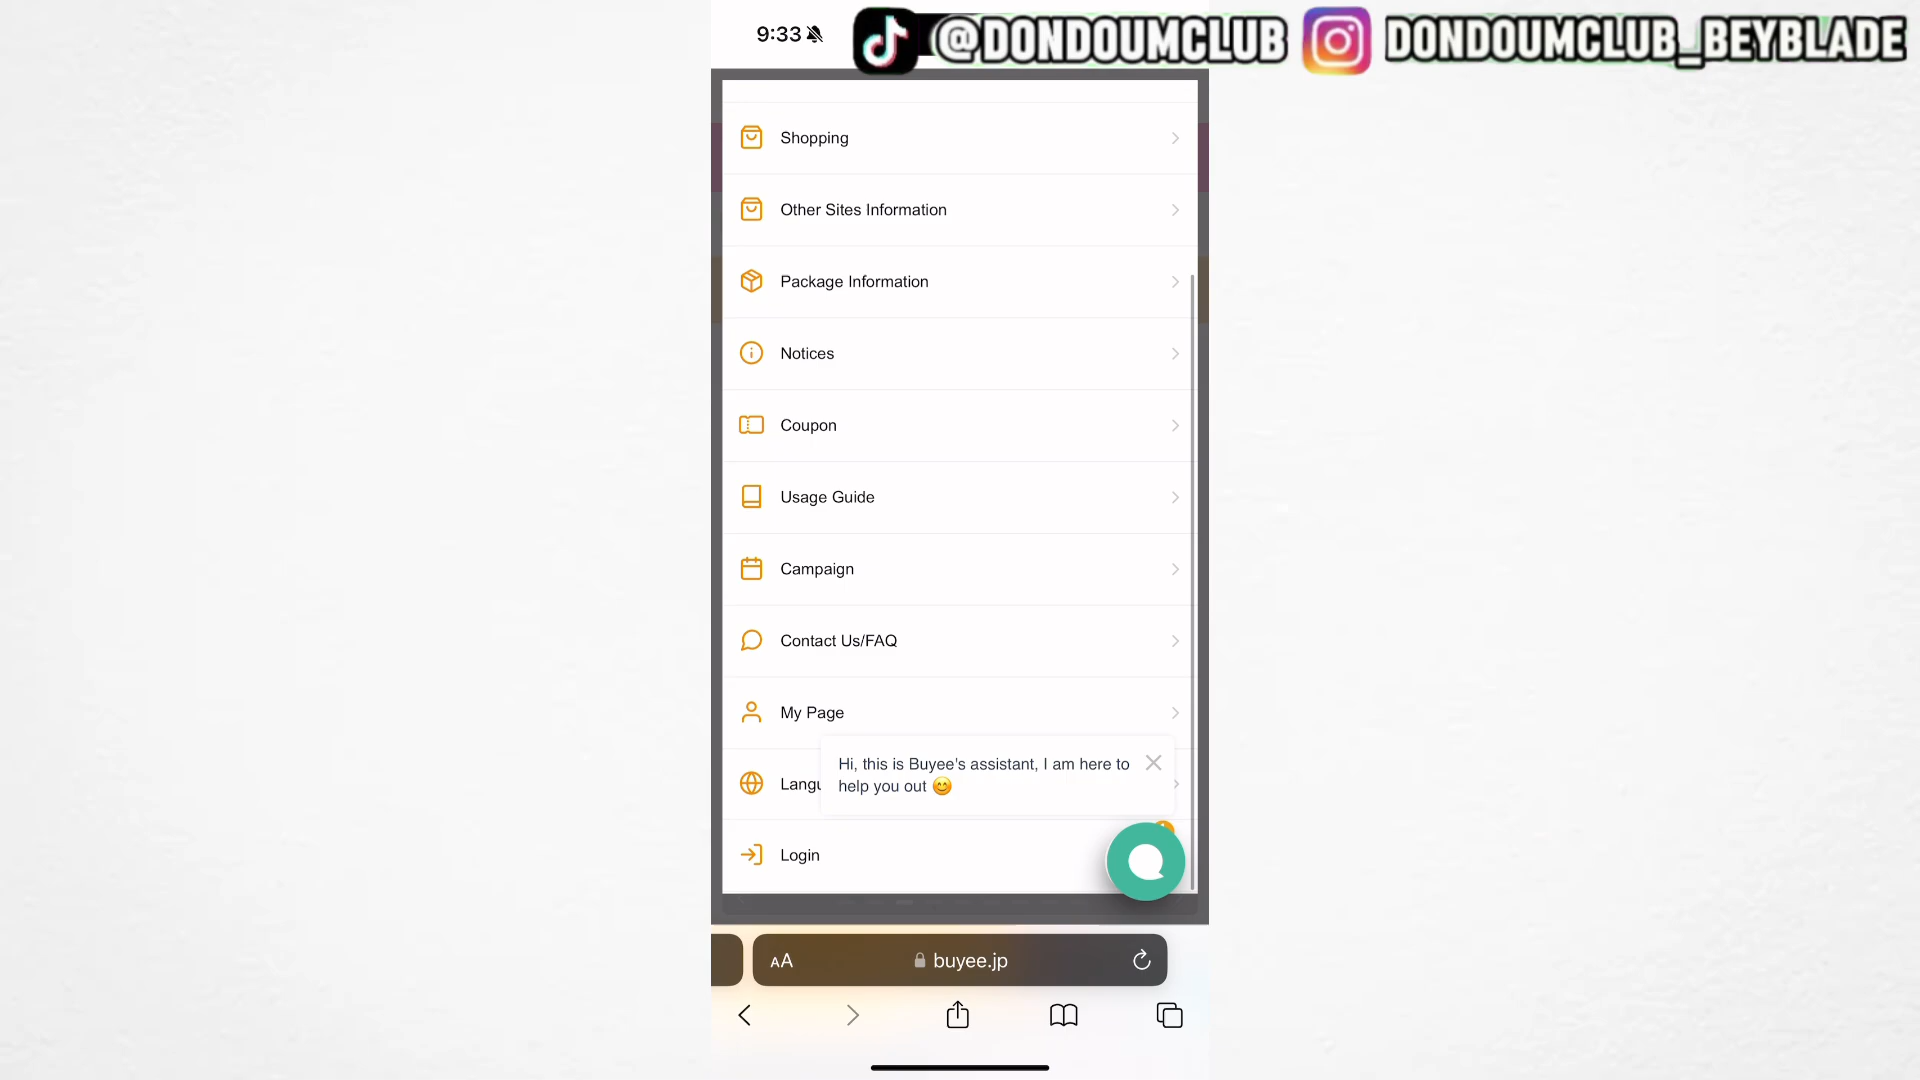 9:33
@DONDOUMCLUB
DONDOUMCLUB_BEYBLADE
Shopping
Other Sites Information
Package Information
Notices
Coupon
Usage Guide
Campaign
Contact Us/FAQ
My Page
Hi, this is Buyee's assistant, I am here to
help you out 😊
Langu
Login
AA
buyee.jp